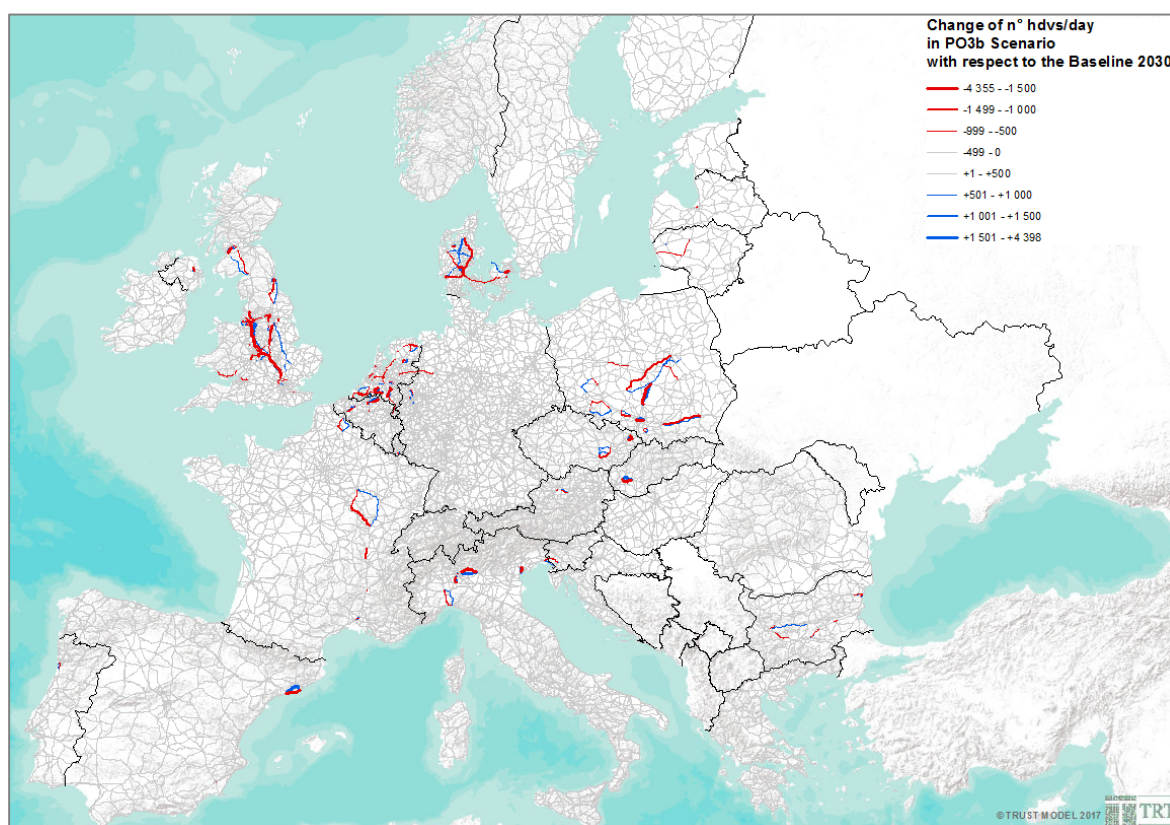 Change of n° hdvs/day
in PO3b Scenario
with respect to the Baseline 2030
-4 355 - -1 500
-1 499 - -1 000
-999 - -500
-499 - 0
+1 - +500
+501 - +1 000
+1 001 - +1 500
+1 501 - +4 398
© TRUST MODEL 2017
TRT